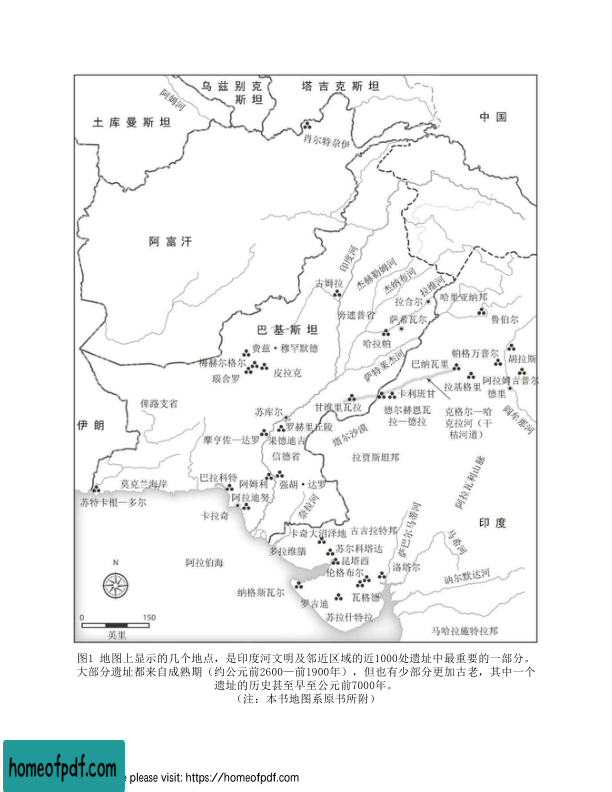 乌兹别克
斯坦
塔吉克斯坦
中国
阿姆河
土库曼斯坦
肖尔特尕伊
阿富汗
印度河
杰赫勒姆河
杰纳布河
拉维河
古姆拉
拉合尔
哈里亚纳邦
旁遮普省
萨希瓦尔
鲁伯尔
巴基斯坦
哈拉帕
费兹·穆罕默德
梅赫尔格尔
瑙舍罗
皮拉克
萨特莱杰河
巴纳瓦里
帕格万普尔
胡拉斯
拉基格里
阿拉姆吉普尔
德里
俾路支省
甘维里瓦拉
卡利班甘
德尔赫恩瓦
拉—德拉
克格尔—哈
克拉河（干
枯河道）
阎牟那河
伊朗
苏库尔
罗赫里丘陵
摩亨佐—达罗
果德迪吉
塔尔沙漠
信德省
拉贾斯坦邦
阿拉瓦利山脉
莫克兰海岸
巴拉科特
阿姆利
强胡·达罗
苏特卡根—多尔
阿拉迪努
卡拉奇
奈拉河
印度
卡奇大沼泽地
古吉拉特邦
萨巴尔马蒂河
马希河
多拉维腊
苏尔科塔达
昆塔西
阿拉伯海
伦格布尔
洛塔尔
讷尔默达河
纳格斯瓦尔
瓦格德
罗吉迪
苏拉什特拉
马哈拉施特拉邦
N
0 150
英里
图1 地图上显示的几个地点，是印度河文明及邻近区域的近1000处遗址中最重要的一部分。
大部分遗址都来自成熟期（约公元前2600—前1900年），但也有少部分更加古老，其中一个
遗址的历史甚至早至公元前7000年。
（注：本书地图系原书所附）
homeofpdf.com
e please visit: https://homeofpdf.com